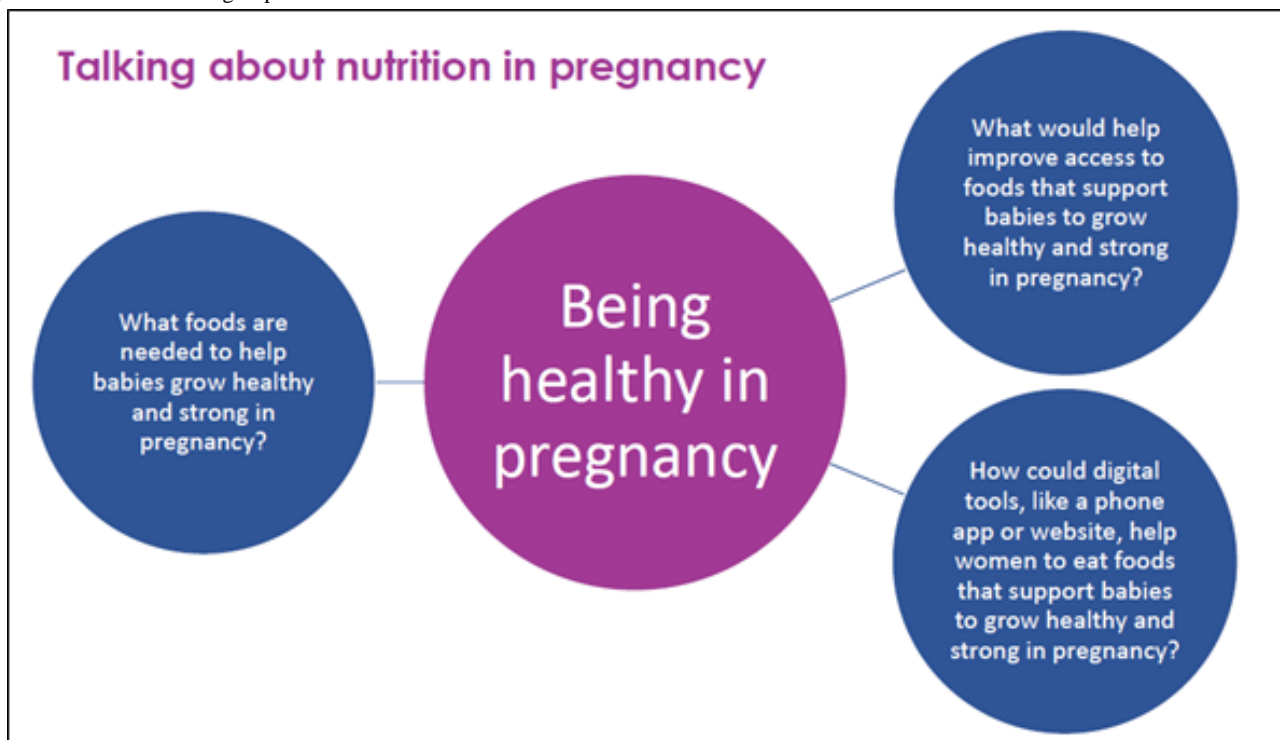 Talking about nutrition in pregnancy
What foods are
needed to help
babies grow healthy
and strong in
pregnancy?
Being
healthy in
pregnancy
What would help
improve access to
foods that support
babies to grow
healthy and strong
in pregnancy?
How could digital
tools, like a phone
app or website, help
women to eat foods
that support babies
to grow healthy and
strong in pregnancy?